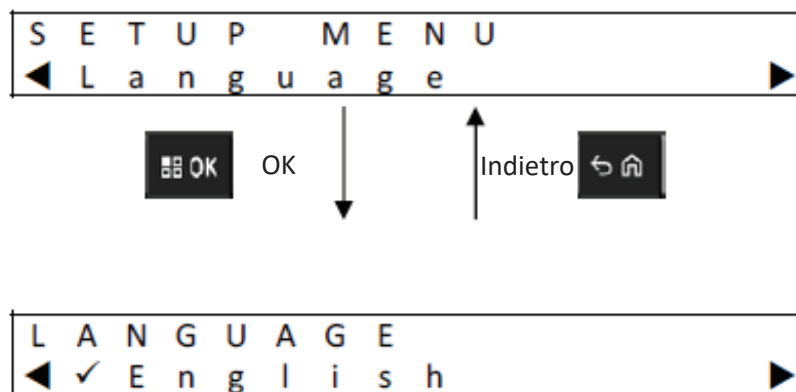 SETUP MENU
◀ Language ▶
OK OK Indietro
LANGUAGE
◀ ✓ English ▶